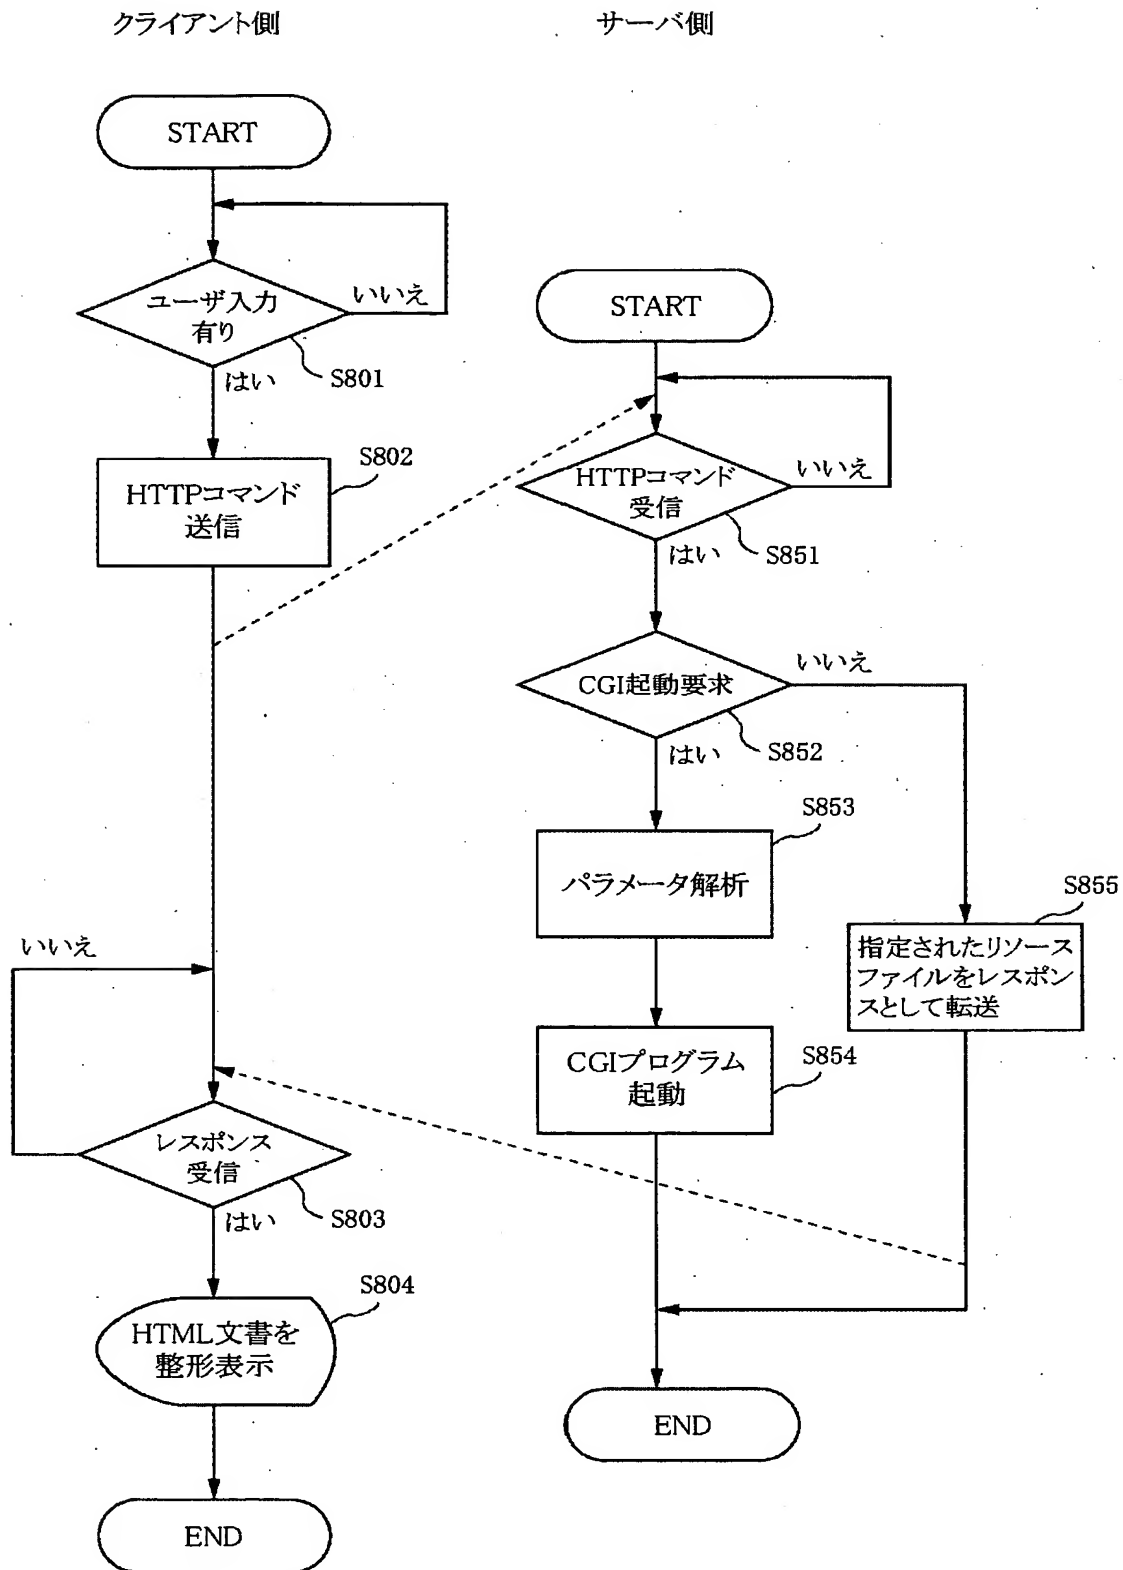 クライアント側
サーバ側
START
ユーザ入力
有り
いいえ
S801
はい
S802
HTTPコマンド
送信
いいえ
レスポンス
受信
S803
はい
S804
HTML文書を
整形表示
END
START
HTTPコマンド
受信
いいえ
S851
はい
CGI起動要求
いいえ
S852
はい
S853
パラメータ解析
S855
指定されたリソース
ファイルをレスポン
スとして転送
S854
CGIプログラム
起動
END